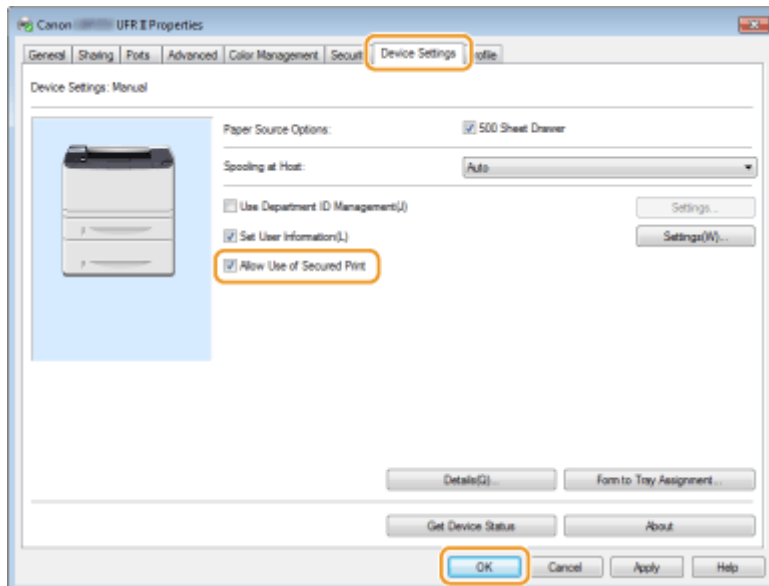 Canon UFR II Properties
General Sharing Ports Advanced Color Management Securit Device Settings rofile
Device Settings: Manual
Paper Source Options: 500 Sheet Drawer
Spooling at Host: Auto
Use Department ID Management(J) Settings...
Set User Information(L) Settings(W)...
Allow Use of Secured Print
Details(Q)... Form to Tray Assignment...
Get Device Status About
OK Cancel Apply Help